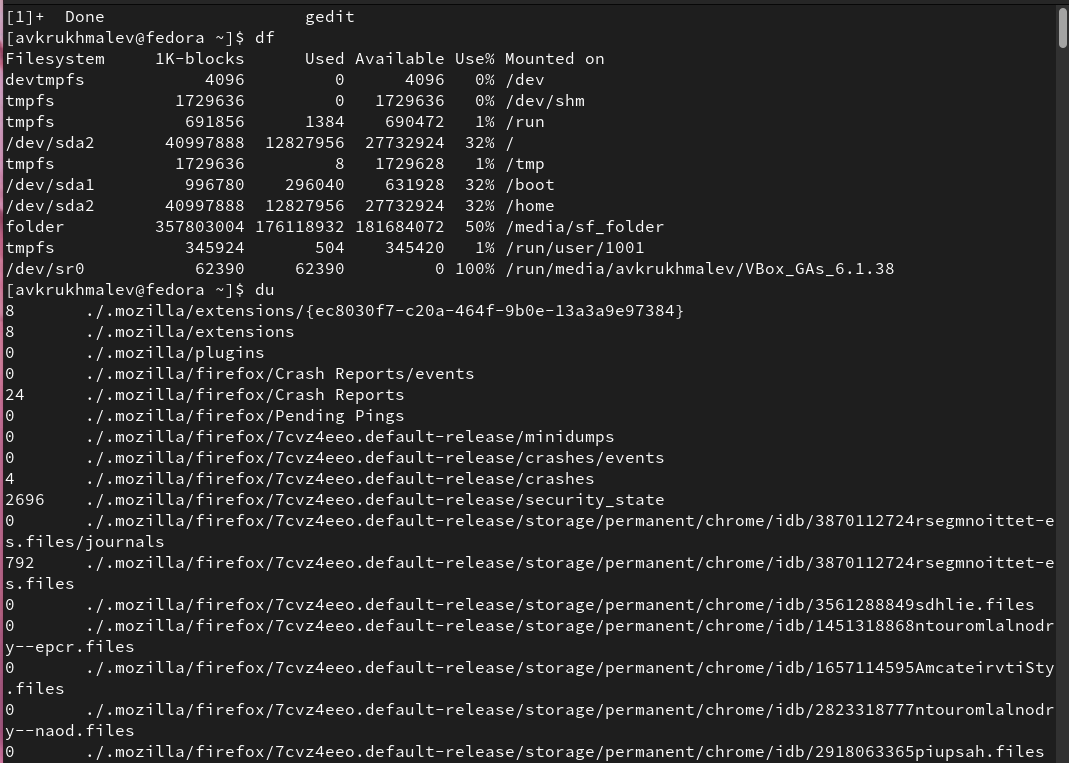 [1]+  Done                    gedit
[avkrukhmalev@fedora ~]$ df
Filesystem     1K-blocks      Used Available Use% Mounted on
devtmpfs            4096         0      4096   0% /dev
tmpfs            1729636         0   1729636   0% /dev/shm
tmpfs             691856      1384    690472   1% /run
/dev/sda2       40997888  12827956  27732924  32% /
tmpfs            1729636         8   1729628   1% /tmp
/dev/sda1         996780    296040    631928  32% /boot
/dev/sda2       40997888  12827956  27732924  32% /home
folder         357803004 176118932 181684072  50% /media/sf_folder
tmpfs             345924       504    345420   1% /run/user/1001
/dev/sr0           62390     62390         0 100% /run/media/avkrukhmalev/VBox_GAs_6.1.38
[avkrukhmalev@fedora ~]$ du
8       ./.mozilla/extensions/{ec8030f7-c20a-464f-9b0e-13a3a9e97384}
8       ./.mozilla/extensions
0       ./.mozilla/plugins
0       ./.mozilla/firefox/Crash Reports/events
24      ./.mozilla/firefox/Crash Reports
0       ./.mozilla/firefox/Pending Pings
0       ./.mozilla/firefox/7cvz4eeo.default-release/minidumps
0       ./.mozilla/firefox/7cvz4eeo.default-release/crashes/events
4       ./.mozilla/firefox/7cvz4eeo.default-release/crashes
2696    ./.mozilla/firefox/7cvz4eeo.default-release/security_state
0       ./.mozilla/firefox/7cvz4eeo.default-release/storage/permanent/chrome/idb/3870112724rsegmnoittet-e
s.files/journals
792     ./.mozilla/firefox/7cvz4eeo.default-release/storage/permanent/chrome/idb/3870112724rsegmnoittet-e
s.files
0       ./.mozilla/firefox/7cvz4eeo.default-release/storage/permanent/chrome/idb/3561288849sdhlie.files
0       ./.mozilla/firefox/7cvz4eeo.default-release/storage/permanent/chrome/idb/1451318868ntouromlalnodr
y--epcr.files
0       ./.mozilla/firefox/7cvz4eeo.default-release/storage/permanent/chrome/idb/1657114595AmcateirvtiSty
.files
0       ./.mozilla/firefox/7cvz4eeo.default-release/storage/permanent/chrome/idb/2823318777ntouromlalnodr
y--naod.files
0       ./.mozilla/firefox/7cvz4eeo.default-release/storage/permanent/chrome/idb/2918063365piupsah.files